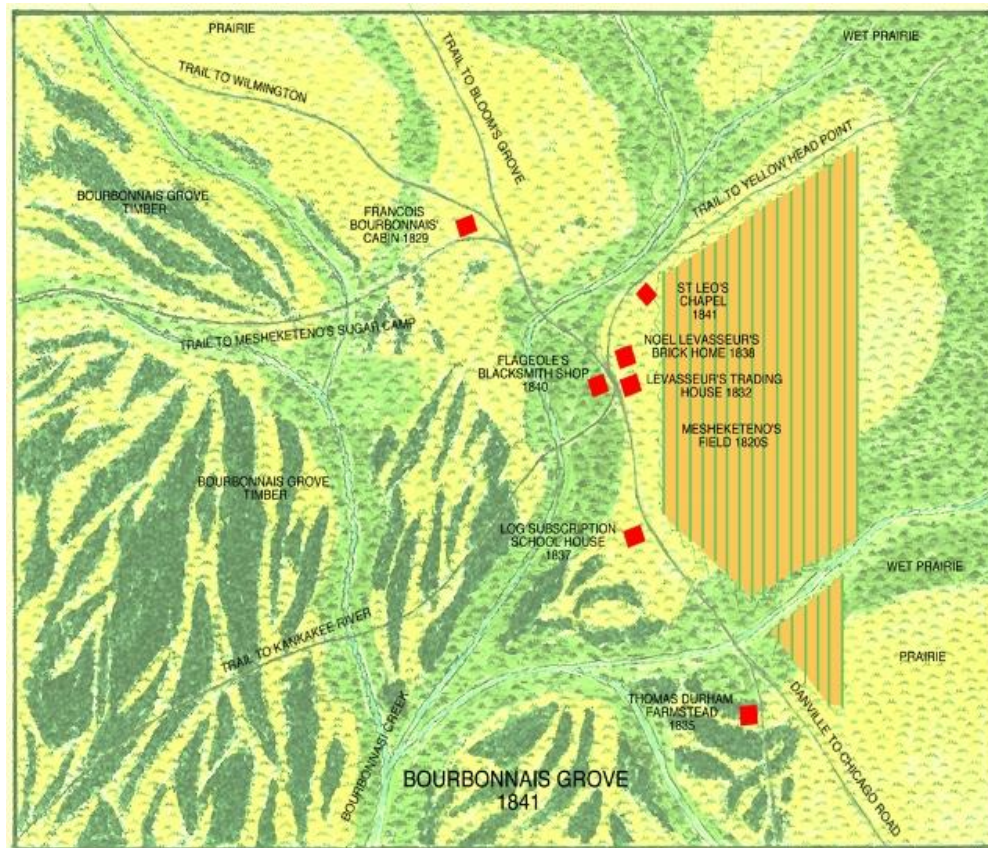 PRAIRIE
WET PRAIRIE
TRAIL TO WILMINGTON
TRAIL TO BLOOM'S GROVE
TRAIL TO YELLOW HEAD POINT
BOURBONNAIS GROVE
TIMBER
FRANCOIS
BOURBONNAIS'
CABIN 1829
ST LEO'S
CHAPEL
1841
TRAIL TO MESHEKETENO'S SUGAR CAMP
NOEL LEVASSEUR'S
BRICK HOME 1838
FLAGEOLE'S
BLACKSMITH SHOP
1840
LEVASSEUR'S TRADING
HOUSE 1832
MESHEKETENO'S
FIELD 1820S
BOURBONNAIS GROVE
TIMBER
LOG SUBSCRIPTION
SCHOOL HOUSE
1837
WET PRAIRIE
TRAIL TO KANKAKEE RIVER
PRAIRIE
THOMAS DURHAM
FARMSTEAD
1835
BOURBONNASI CREEK
DANVILLE TO CHICAGO ROAD
BOURBONNAIS GROVE
1841